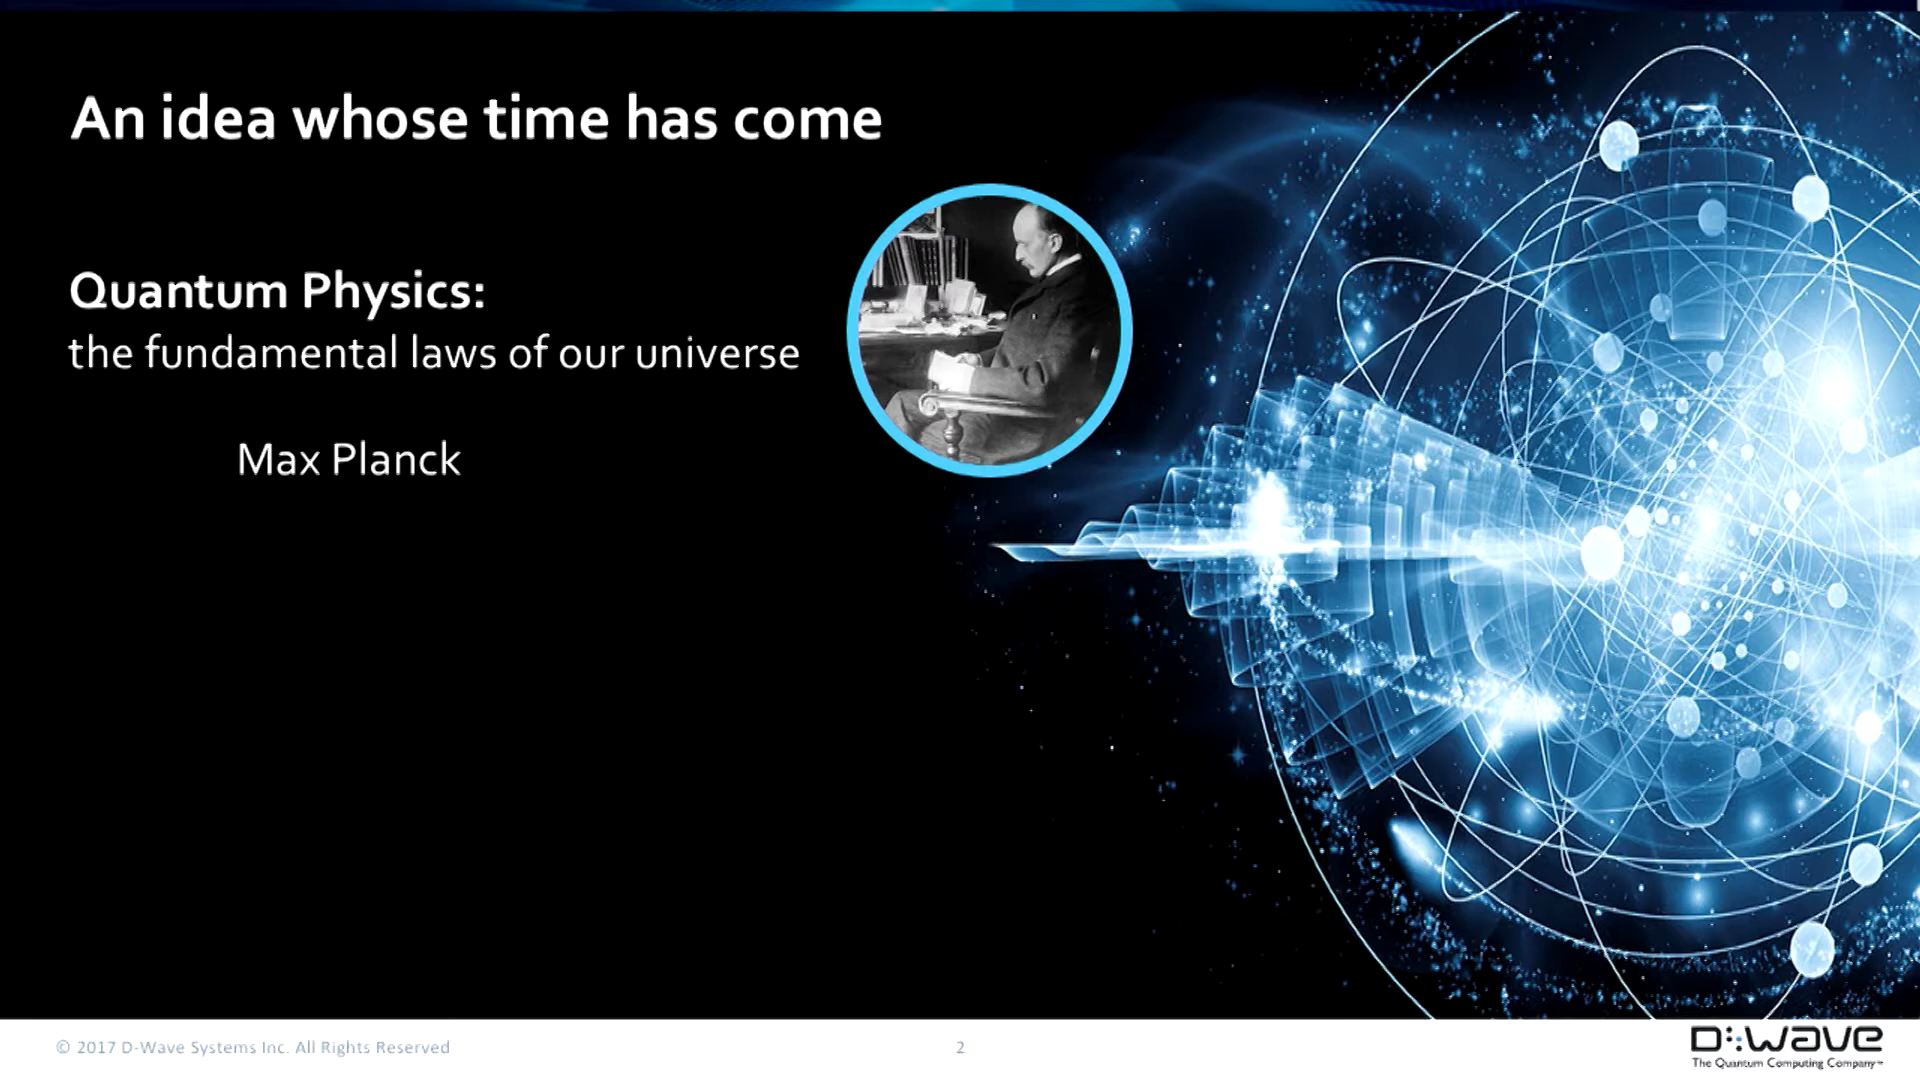 An idea whose time has come
Quantum Physics:
the fundamental laws of our universe
Max Planck
© 2017 D-Wave Systems Inc. All Rights Reserved
2
D:wave
The Quantum Computing Company™